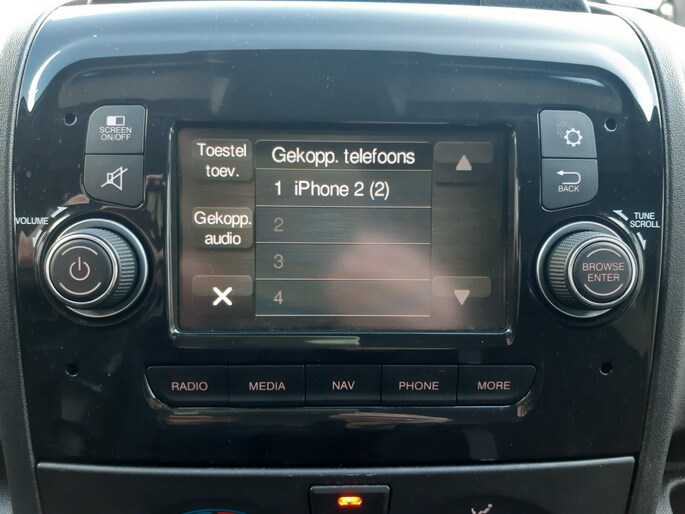 SCREEN
ON/OFF
VOLUME
Toestel
toev.
Gekopp.
audio
Gekopp. telefoons
1 iPhone 2 (2)
2
3
4
BACK
TUNE
SCROLL
BROWSE
ENTER
RADIO
MEDIA
NAV
PHONE
MORE